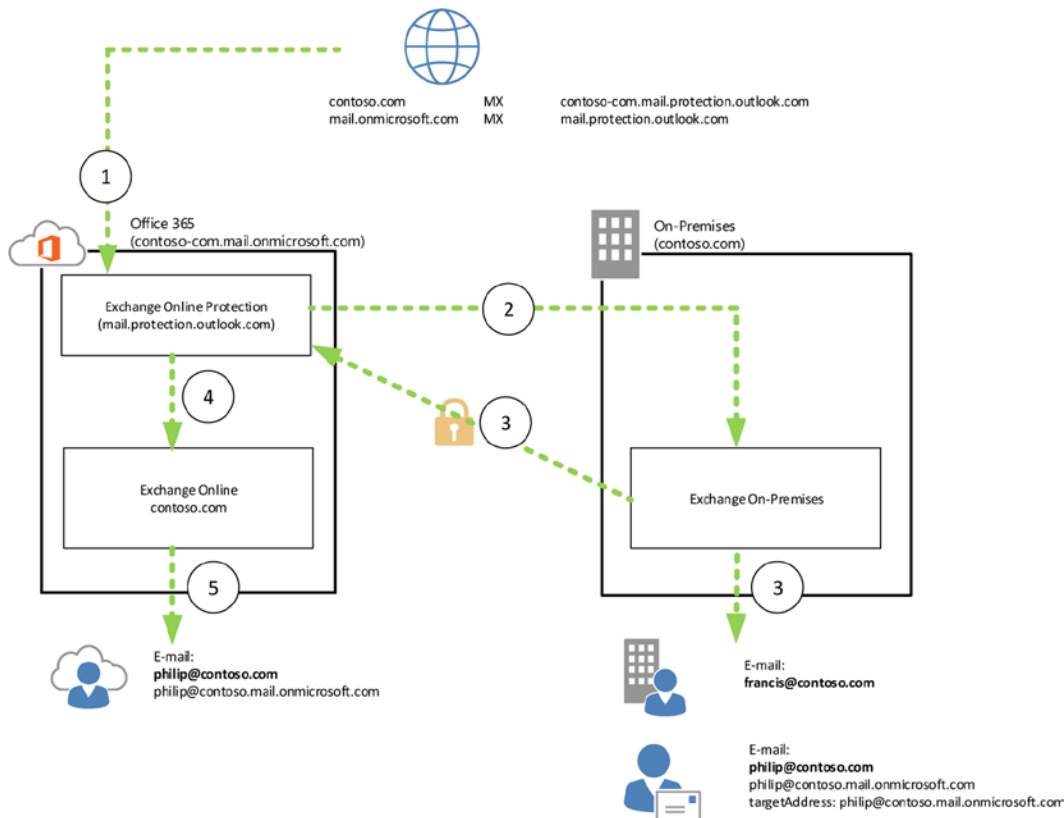 contoso.com MX contoso-com.mail.protection.outlook.com
mail.onmicrosoft.com MX mail.protection.outlook.com
1
Office 365
(contoso-com.mail.onmicrosoft.com)
On-Premises
(contoso.com)
Exchange Online Protection
(mail.protection.outlook.com)
2
4
3
Exchange Online
contoso.com
Exchange On-Premises
5
3
E-mail:
philip@contoso.com
philip@contoso.mail.onmicrosoft.com
E-mail:
francis@contoso.com
E-mail:
philip@contoso.com
philip@contoso.mail.onmicrosoft.com
targetAddress: philip@contoso.mail.onmicrosoft.com